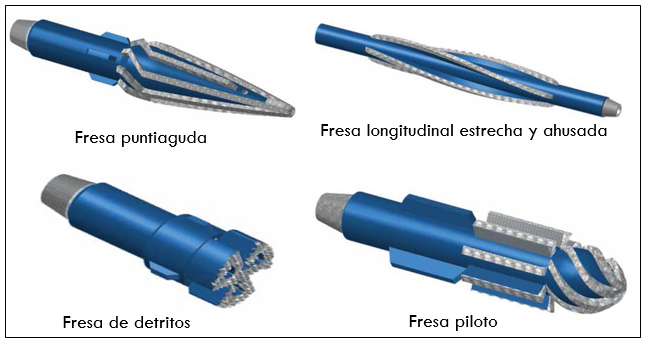 Fresa puntiaguda
Fresa longitudinal estrecha y ahusada
Fresa de detritos
Fresa piloto